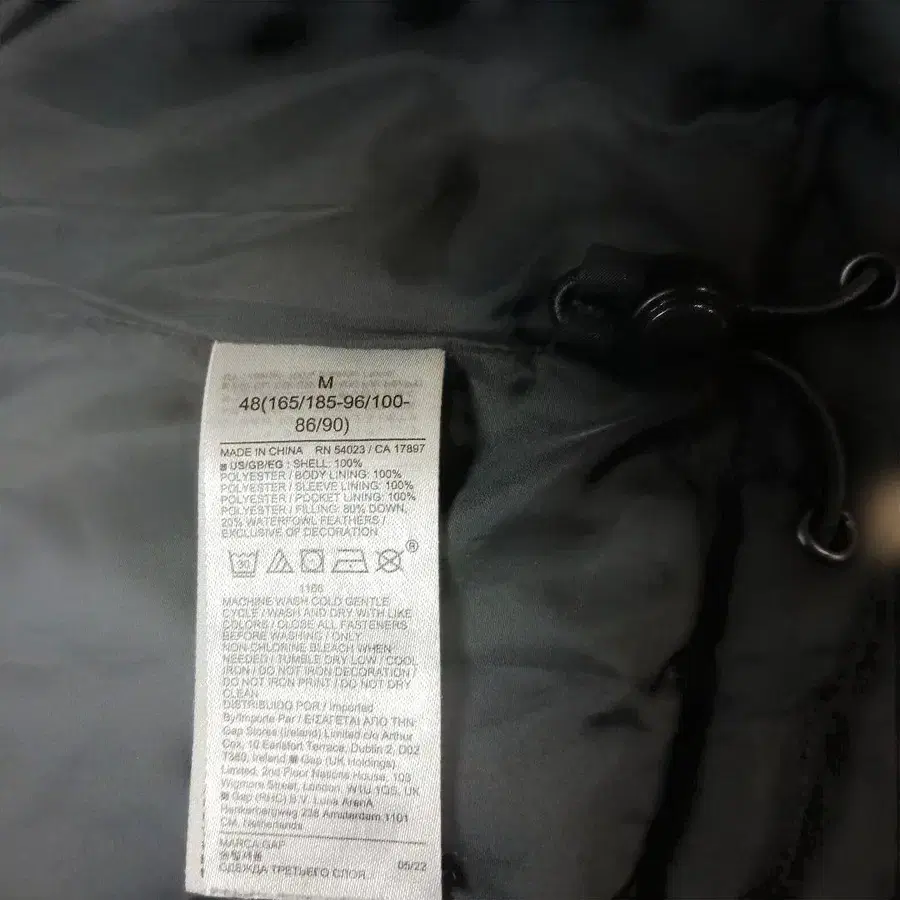 M
48(165/185-96/100-
86/90)
MADE IN CHINA RN 54023 / CA 17897
US/GB/EG : SHELL: 100%
POLYESTER / BODY LINING: 100%
POLYESTER / SLEEVE LINING: 100%
POLYESTER / POCKET LINING: 100%
POLYESTER / FILLING: 80% DOWN,
20% WATERFOWL FEATHERS /
EXCLUSIVE OF DECORATION
30
®
1166
MACHINE WASH COLD GENTLE
CYCLE / WASH AND DRY WITH LIKE
COLORS / CLOSE ALL FASTENERS
BEFORE WASHING / ONLY
NON-CHLORINE BLEACH WHEN
NEEDED / TUMBLE DRY LOW / COOL
IRON / DO NOT IRON DECORATION /
DO NOT IRON PRINT / DO NOT DRY
CLEAN
DISTRIBUIDO POR / Imported
By/Importe Par / ΕΙΣΑΓΕΤΑΙ ΑΠΟ ΤΗΝ:
Gap Stores (Ireland) Limited c/o Arthur
Cox, 10 Earlsfort Terrace, Dublin 2, D02
T380, Ireland Gap (UK Holdings)
Limited, 2nd Floor Nations House, 103
Wigmore Street, London, W1U 1QS, UK
Gap (RHC) B.V. Luna ArenA
Herikerbergweg 238 Amsterdam 1101
CM, Netherlands
MARCA:GAP
ОДЕЖДА ТРЕТЬЕГО СЛОЯ 05/22